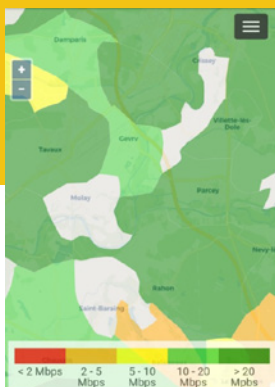 Damparis
Crissey
+
−
Villette-lès-
Dole
Gevry
Tavaux
Molay
Parcey
Rahon
Saint-Baraing
< 2 Mbps
2 - 5
Mbps
5 - 10
Mbps
10 - 20
Mbps
> 20
Mbps